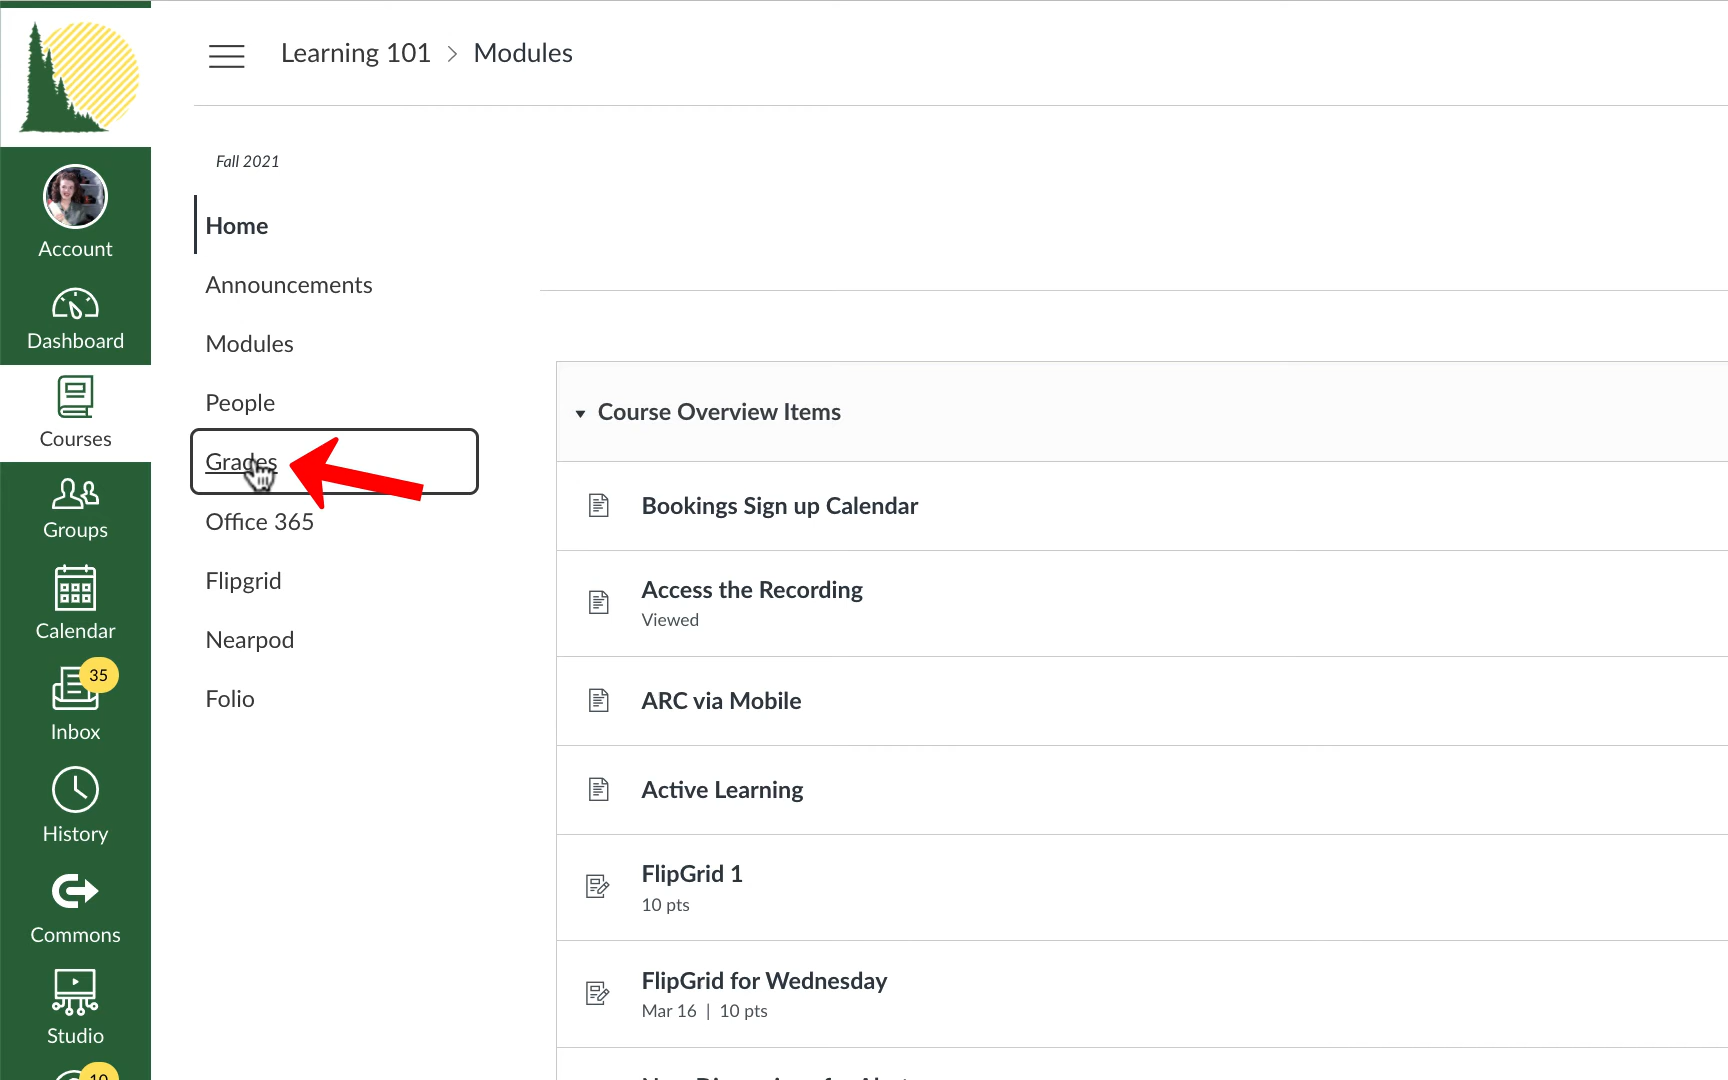 Learning 101 > Modules
Fall 2021
Home
Announcements
Modules
People
Grades
Office 365
Flipgrid
Nearpod
Folio
Account
Dashboard
Courses
Groups
Calendar
35
Inbox
History
Commons
Studio
10
Course Overview Items
Bookings Sign up Calendar
Access the Recording
Viewed
ARC via Mobile
Active Learning
FlipGrid 1
10 pts
FlipGrid for Wednesday
Mar 16 | 10 pts